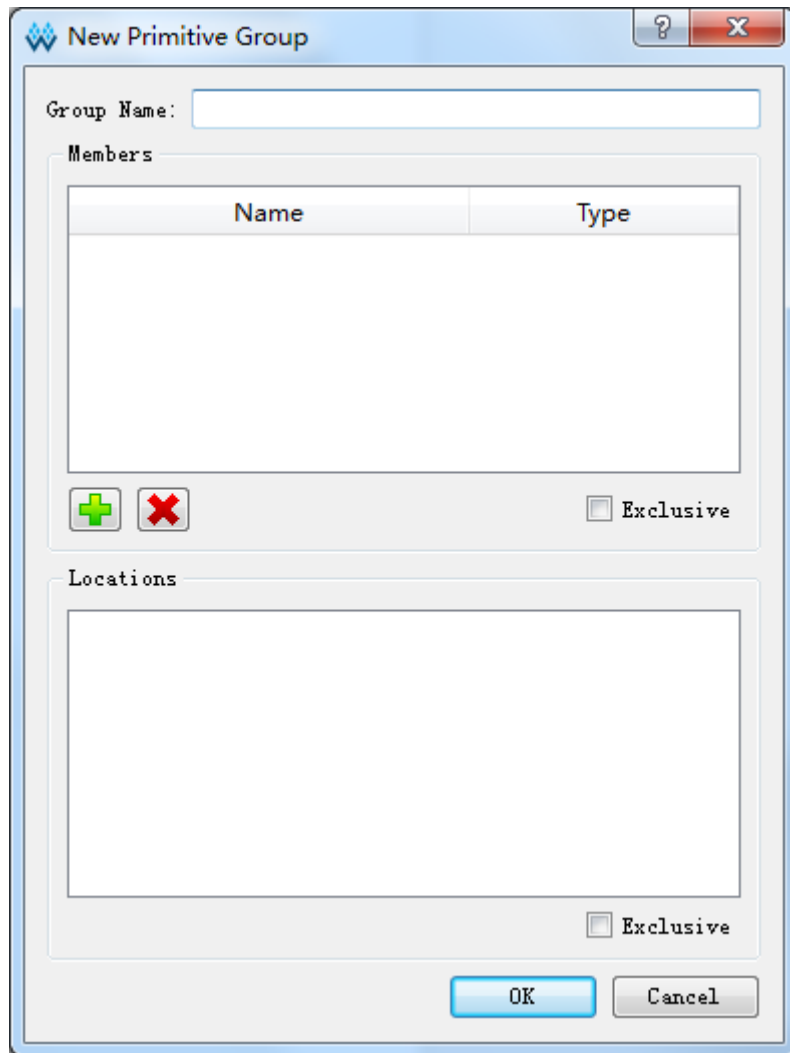 New Primitive Group
Group Name:
Members
Name Type
Exclusive
Locations
Exclusive
OK Cancel